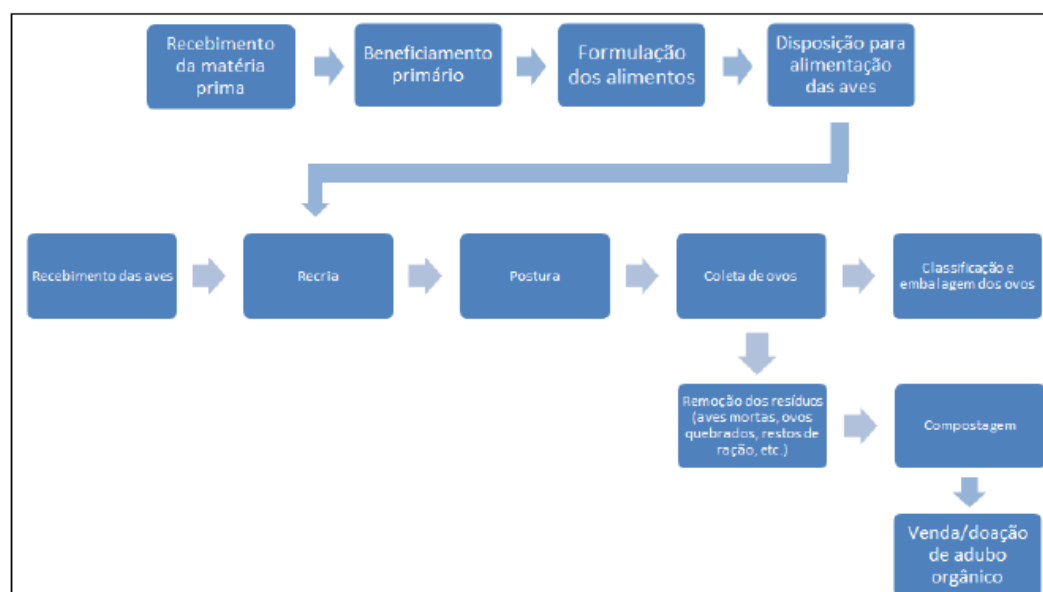 Recebimento
da matéria
prima
Beneficiamento
primário
Formulação
dos alimentos
Disposição para
alimentação
das aves
Recebimento das aves
Recria
Postura
Coleta de ovos
Classificação e
embalagem dos ovos
Remoção dos resíduos
(aves mortas, ovos
quebrados, restos de
ração, etc.)
Compostagem
Venda/doação
de adubo
orgânico